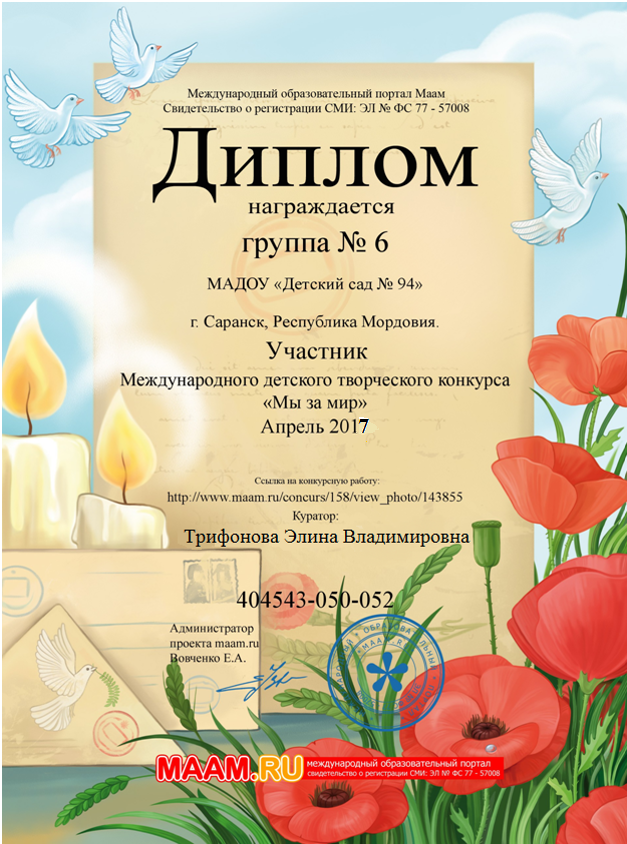 Международный образовательный портал Маам
Свидетельство о регистрации СМИ: ЭЛ № ФС 77 - 57008
Диплом
награждается
группа № 6
МАДОУ «Детский сад № 94»
г. Саранск, Республика Мордовия.
Участник
Международного детского творческого конкурса
«Мы за мир»
Апрель 2017
Ссылка на конкурсную работу:
http://www.maam.ru/concurs/158/view_photo/143855
Куратор:
Трифонова Элина Владимировна
404543-050-052
Администратор
проекта maam.ru
Вовченко Е.А.
MAAM.RU
международный образовательный портал
свидетельство о регистрации СМИ: ЭЛ № ФС 77 - 57008